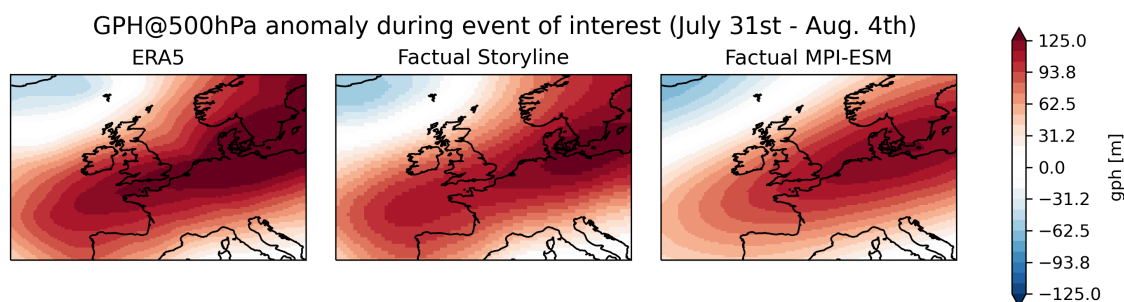 GPH@500hPa anomaly during event of interest (July 31st - Aug. 4th)
ERA5
Factual Storyline
Factual MPI-ESM
125.0
93.8
62.5
31.2
0.0
−31.2
−62.5
−93.8
−125.0
gph [m]